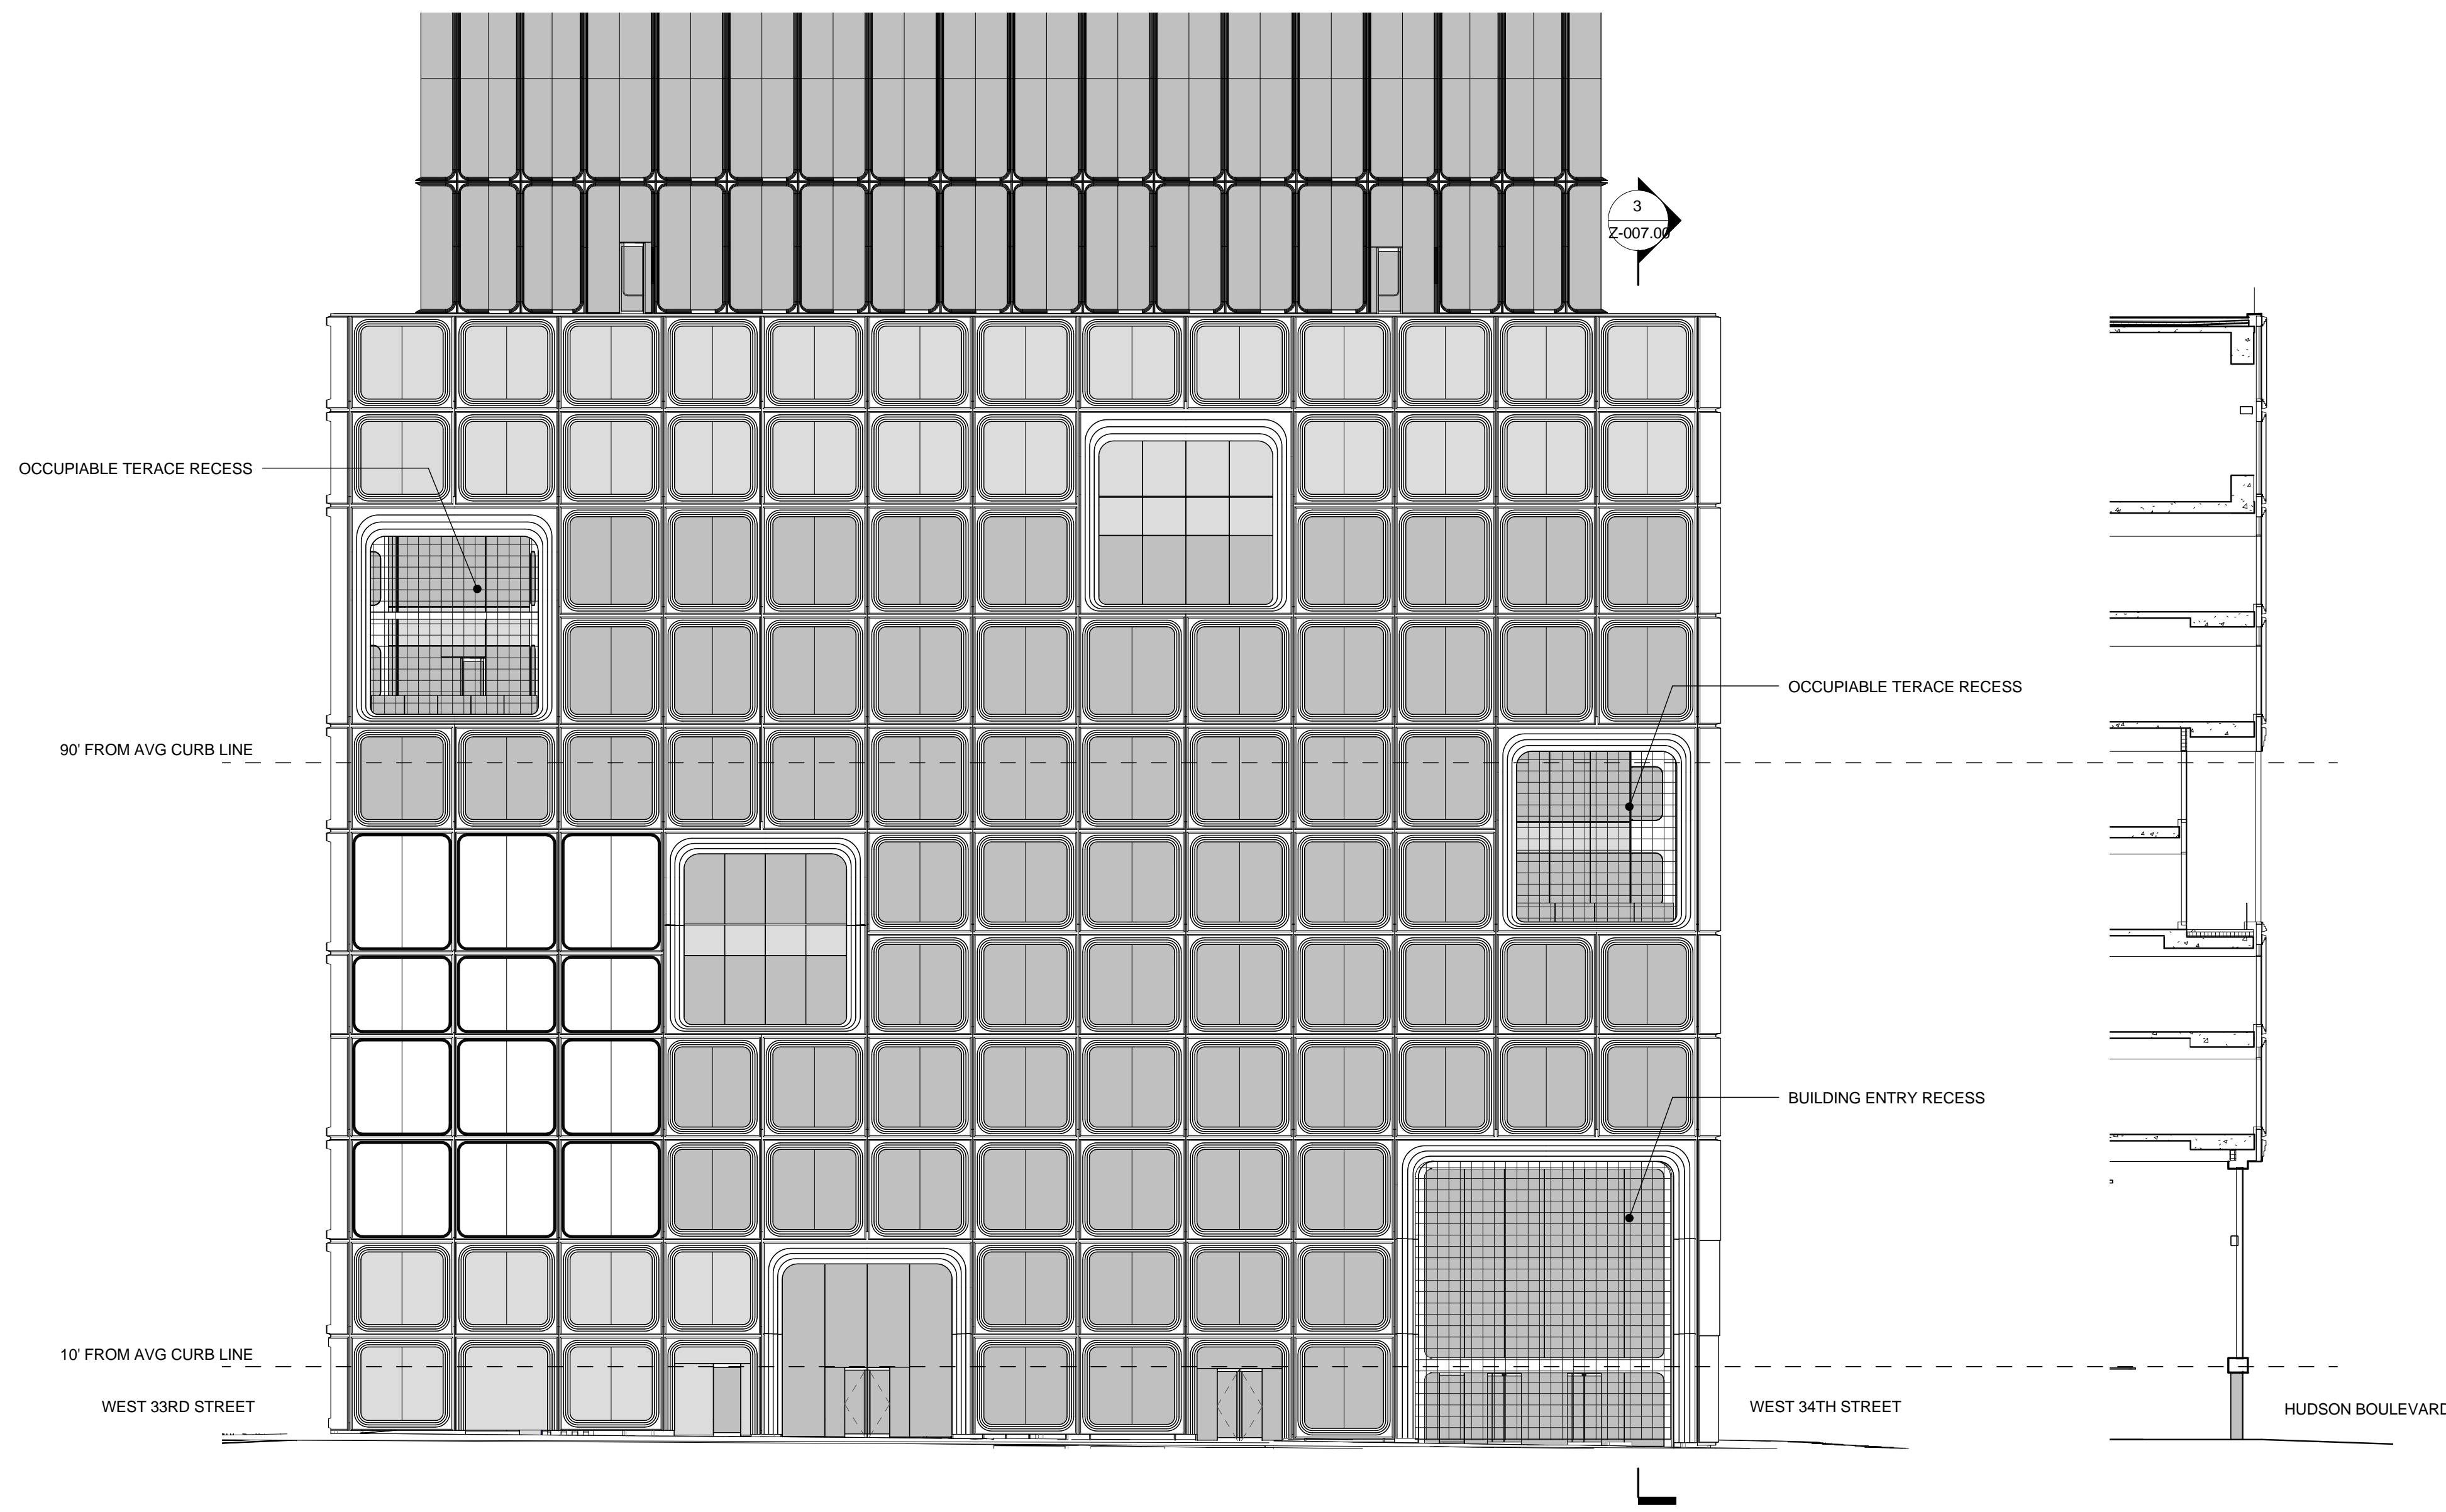 3
Z-007.00
OCCUPIABLE TERACE RECESS
OCCUPIABLE TERACE RECESS
90' FROM AVG CURB LINE
BUILDING ENTRY RECESS
10' FROM AVG CURB LINE
WEST 33RD STREET
WEST 34TH STREET
HUDSON BOULEVARD